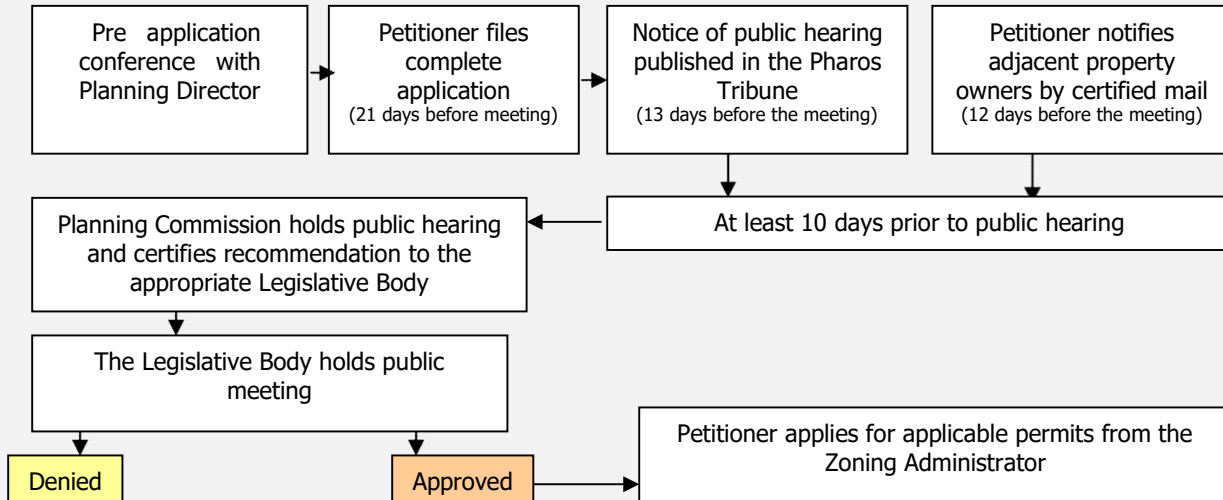 Pre application
conference with
Planning Director
Petitioner files
complete
application
(21 days before meeting)
Notice of public hearing
published in the Pharos
Tribune
(13 days before the meeting)
Petitioner notifies
adjacent property
owners by certified mail
(12 days before the meeting)
At least 10 days prior to public hearing
Planning Commission holds public hearing
and certifies recommendation to the
appropriate Legislative Body
The Legislative Body holds public
meeting
Denied
Approved
Petitioner applies for applicable permits from the
Zoning Administrator